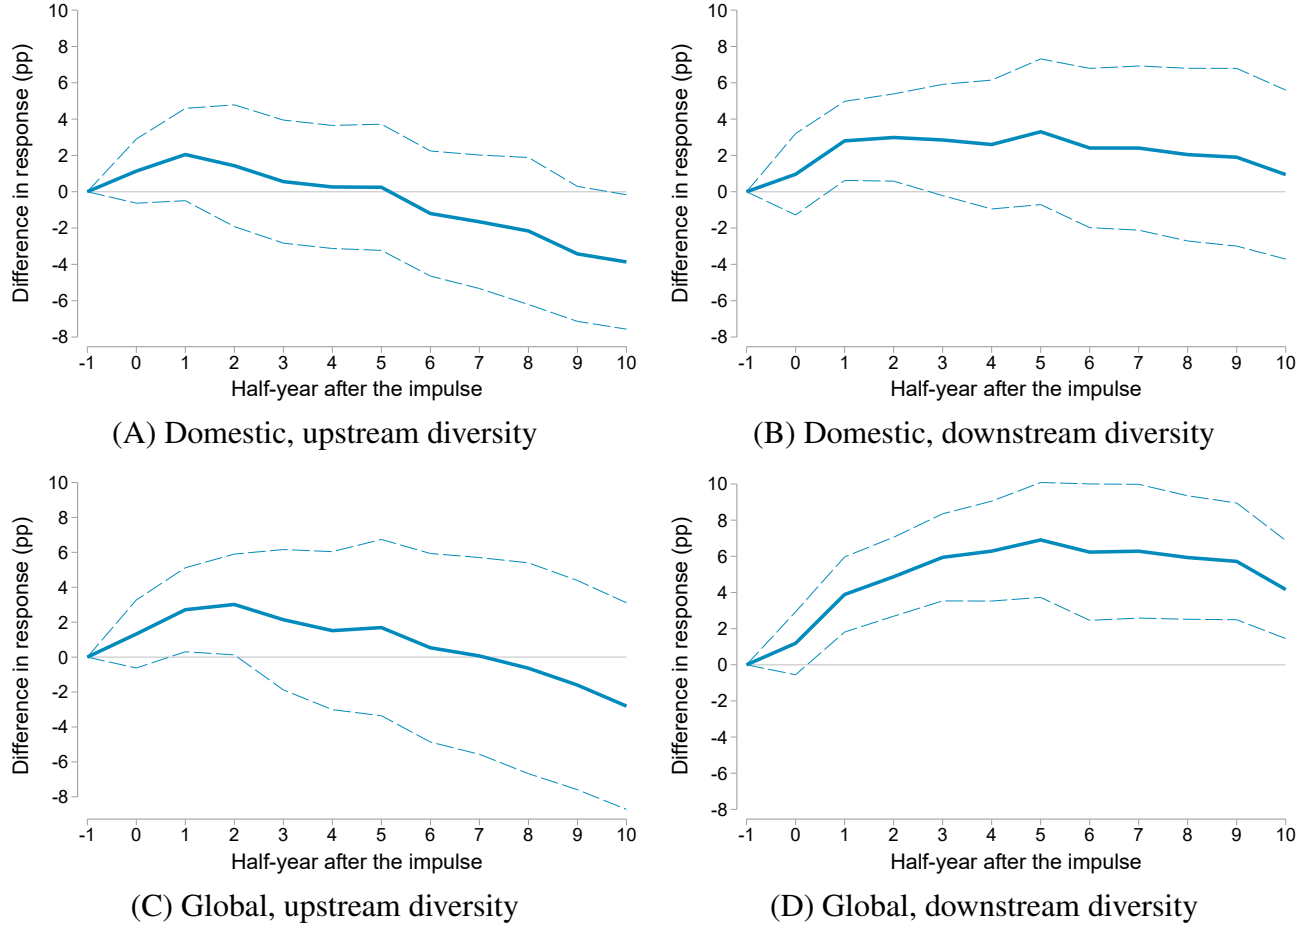 10
8
6
4
2
0
-2
-4
-6
-8
Difference in response (pp)
-1 0 1 2 3 4 5 6 7 8 9 10
Half-year after the impulse
(A) Domestic, upstream diversity
10
8
6
4
2
0
-2
-4
-6
-8
Difference in response (pp)
-1 0 1 2 3 4 5 6 7 8 9 10
Half-year after the impulse
(B) Domestic, downstream diversity
10
8
6
4
2
0
-2
-4
-6
-8
Difference in response (pp)
-1 0 1 2 3 4 5 6 7 8 9 10
Half-year after the impulse
(C) Global, upstream diversity
10
8
6
4
2
0
-2
-4
-6
-8
Difference in response (pp)
-1 0 1 2 3 4 5 6 7 8 9 10
Half-year after the impulse
(D) Global, downstream diversity